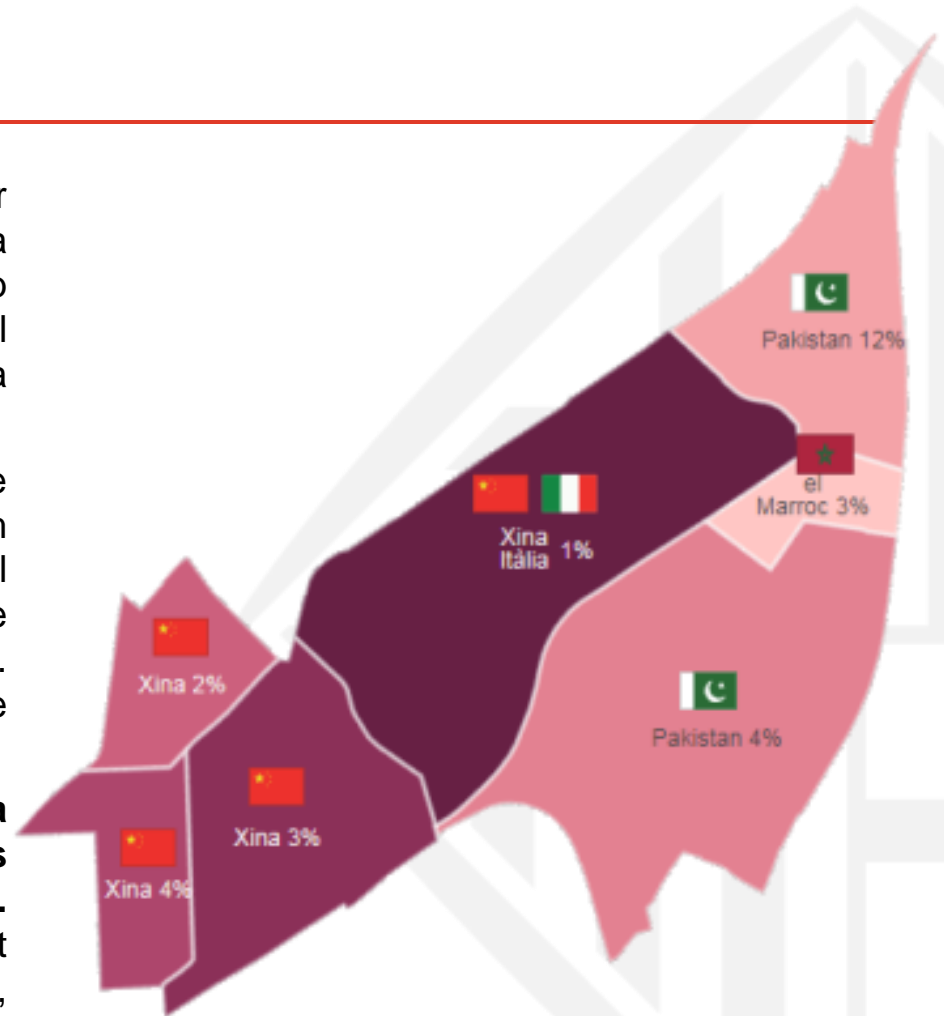 r
a
o
l
a
e
n
l
e
.
e
a
s
.
t
,
Pakistan 12%
el
Marroc 3%
Xina
Itàlia 1%
Xina 2%
Pakistan 4%
Xina 3%
Xina 4%